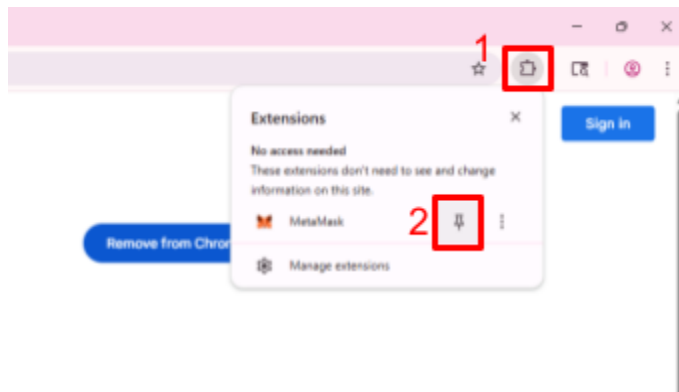 1
Extensions
Sign in
No access needed
These extensions don't need to see and change
information on this site.
MetaMask
2
Remove from Chror
Manage extensions